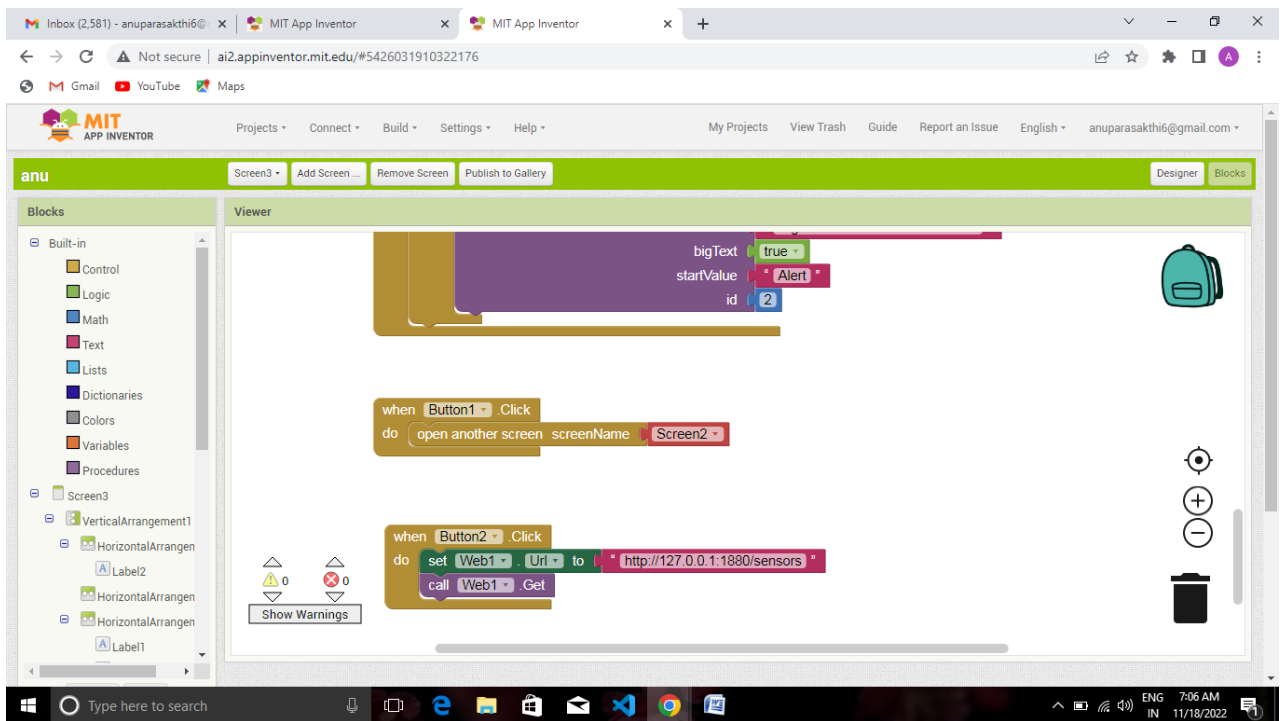 Inbox (2,581) - anuparasakthi6@
MIT App Inventor
MIT App Inventor
Not secure ai2.appinventor.mit.edu/#5426031910322176
A
Gmail YouTube Maps
MIT
APP INVENTOR
Projects Connect Build Settings Help My Projects View Trash Guide Report an Issue English anuparasakthi6@gmail.com
anu Screen3 Add Screen ... Remove Screen Publish to Gallery Designer Blocks
Blocks Viewer
Built-in
Control
Logic
Math
Text
Lists
Dictionaries
Colors
Variables
Procedures
Screen3
VerticalArrangement1
HorizontalArrangen
Label2
HorizontalArrangen
HorizontalArrangen
Label1
bigText true
startValue " Alert "
id 2
when Button1 .Click
do open another screen screenName Screen2
when Button2 .Click
do set Web1 . Url to " http://127.0.0.1:1880/sensors "
call Web1 .Get
0 0
Show Warnings
Type here to search
ENG 7:06 AM
IN 11/18/2022
1